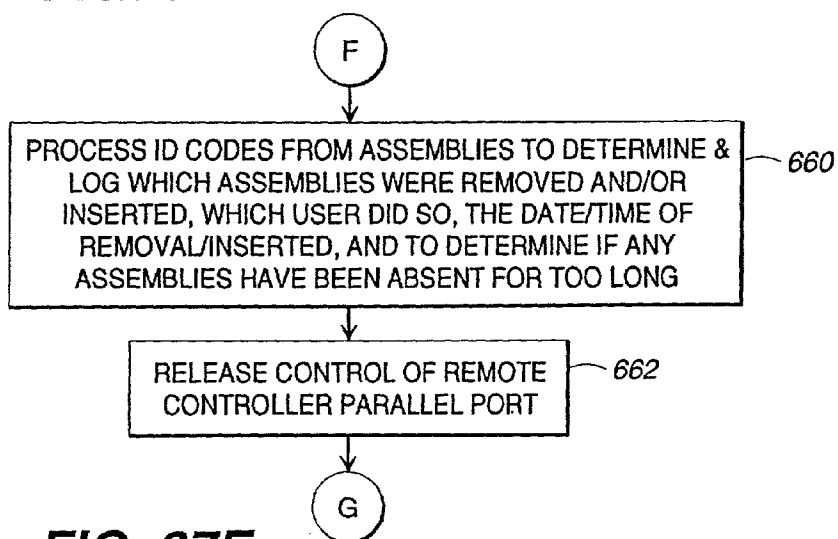 F
PROCESS ID CODES FROM ASSEMBLIES TO DETERMINE &
LOG WHICH ASSEMBLIES WERE REMOVED AND/OR
INSERTED, WHICH USER DID SO, THE DATE/TIME OF
REMOVAL/INSERTED, AND TO DETERMINE IF ANY
ASSEMBLIES HAVE BEEN ABSENT FOR TOO LONG
660
RELEASE CONTROL OF REMOTE
CONTROLLER PARALLEL PORT
662
G